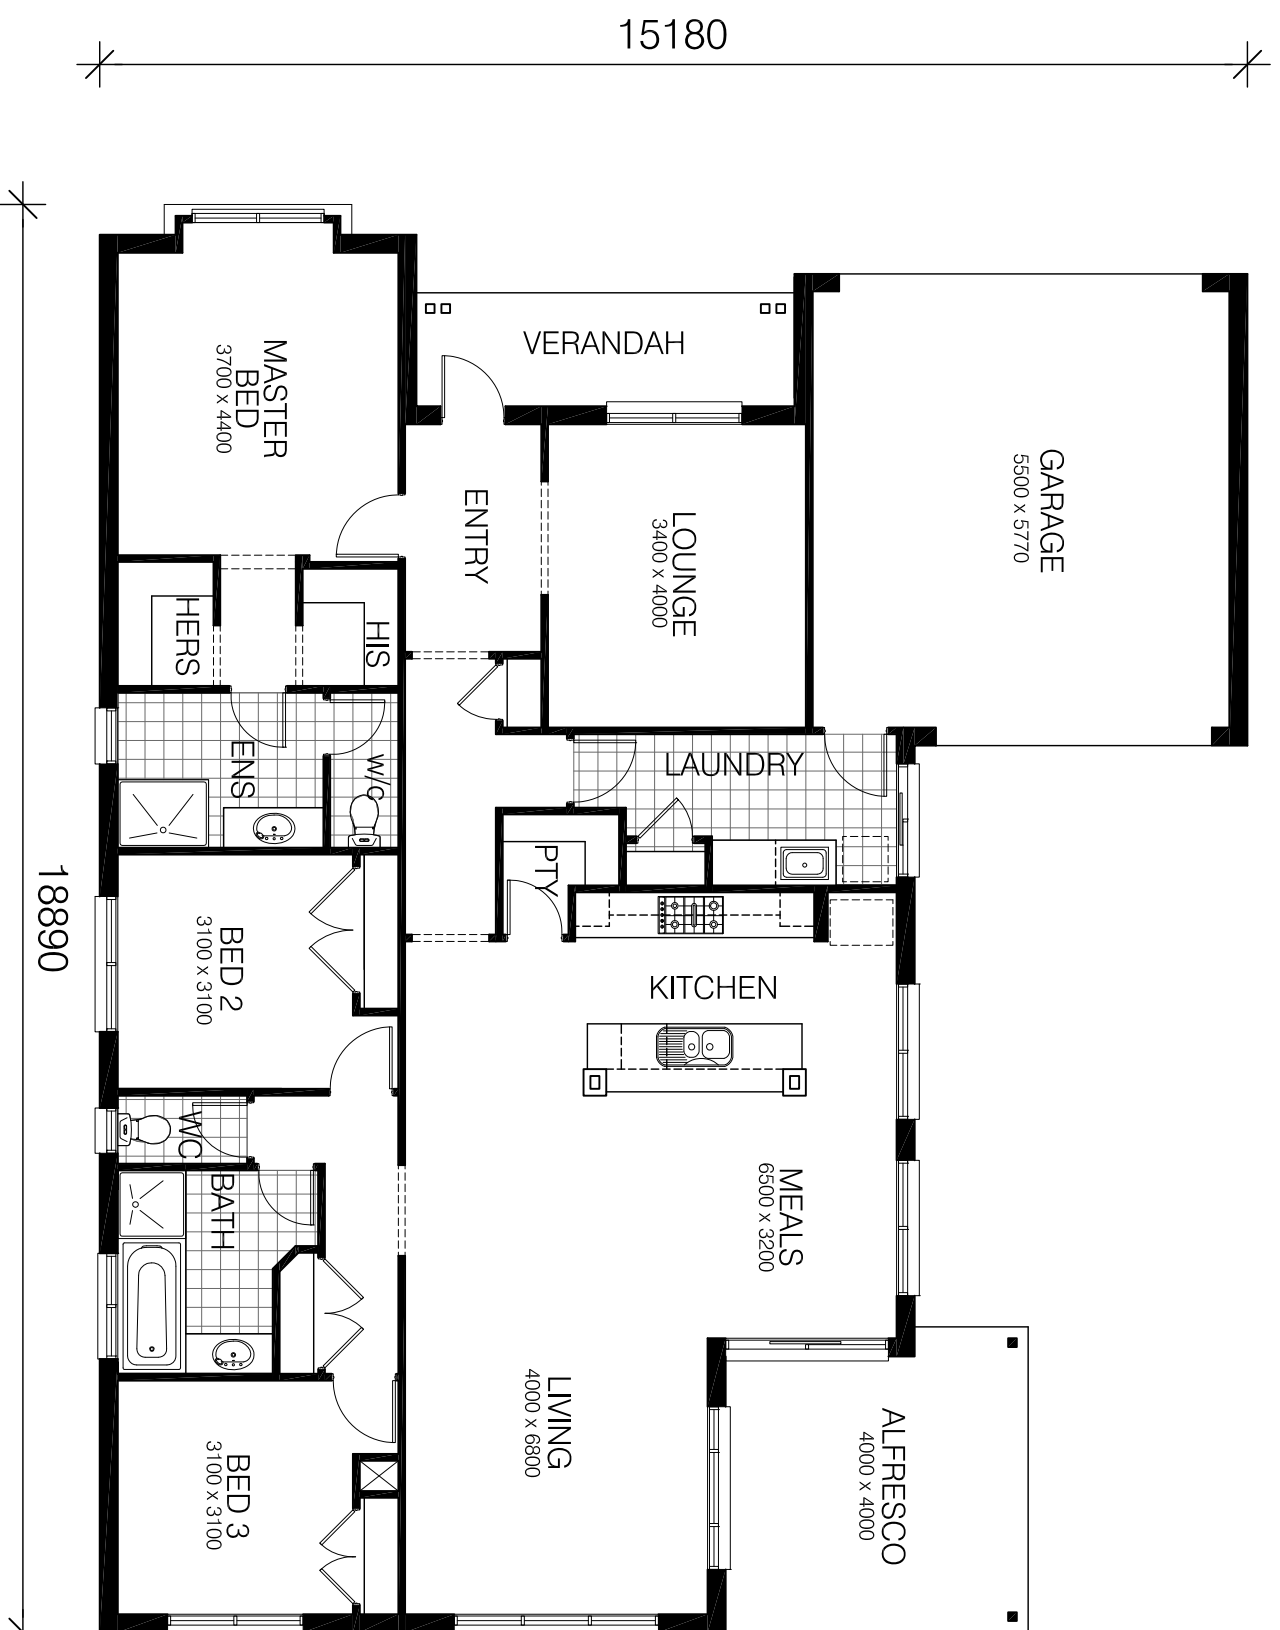 15180
18890
VERANDAH
MASTER
BED
3700 x 4400
ENTRY
LOUNGE
3400 x 4000
GARAGE
5500 x 5770
HERS
HIS
ENS
W/c
LAUNDRY
PTY
BED 2
3100 x 3100
KITCHEN
WC
BATH
MEALS
6500 x 3200
LIVING
4000 x 6800
ALFRESCO
4000 x 4000
BED 3
3100 x 3100